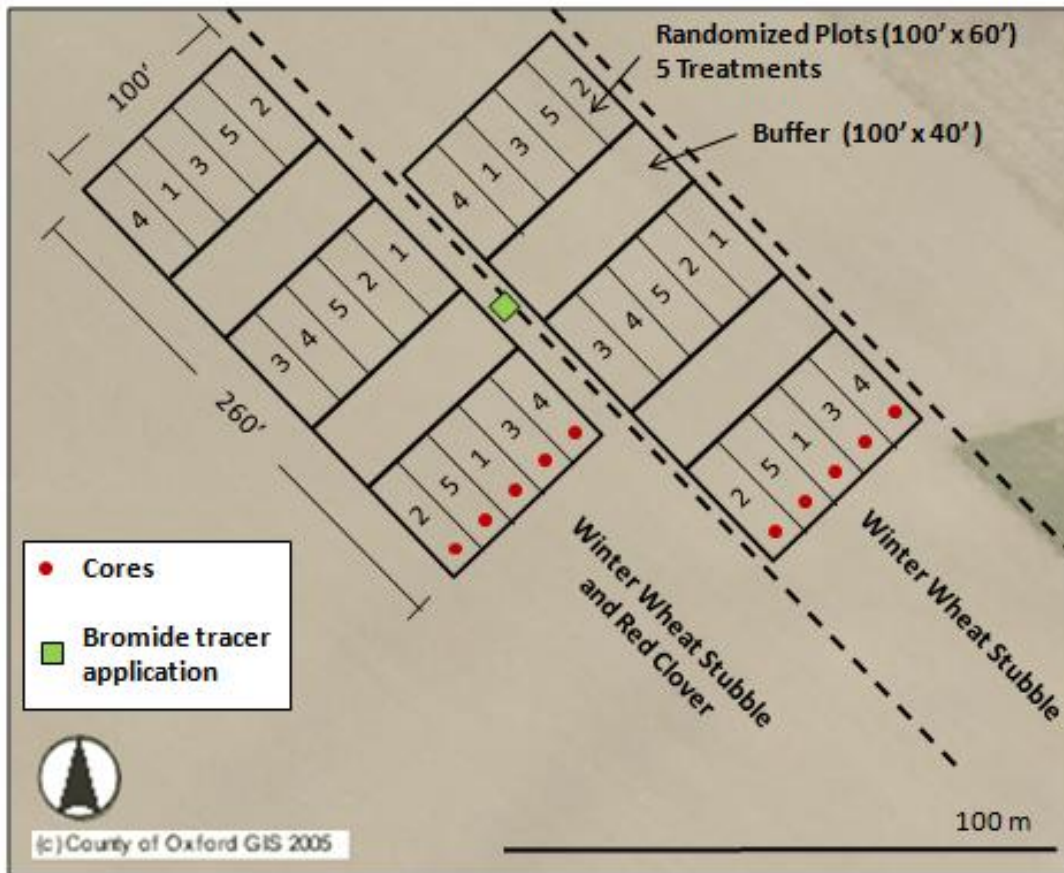 Randomized Plots (100’ x 60’)
5 Treatments
Buffer (100’ x 40’ )
100’
260’
4 1 3 5 2
3 4 5 2 1
2 5 1 3 4
4 1 3 5 2
3 4 5 2 1
2 5 1 3 4
Winter Wheat Stubble
and Red Clover
Winter Wheat Stubble
Cores
Bromide tracer
application
(c)County of Oxford GIS 2005
100 m